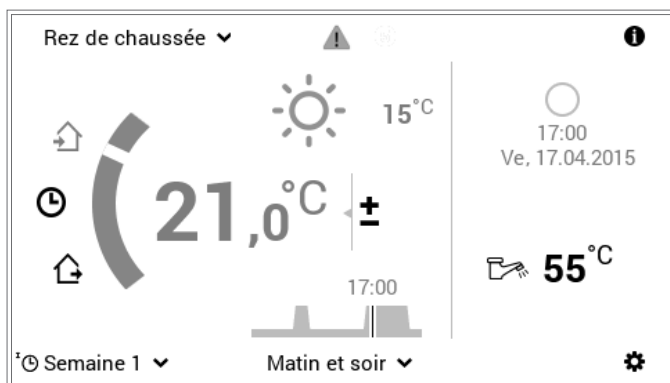 Rez de chaussée
15°C
17:00
Ve, 17.04.2015
21,0°C
±
55°C
17:00
Semaine 1
Matin et soir